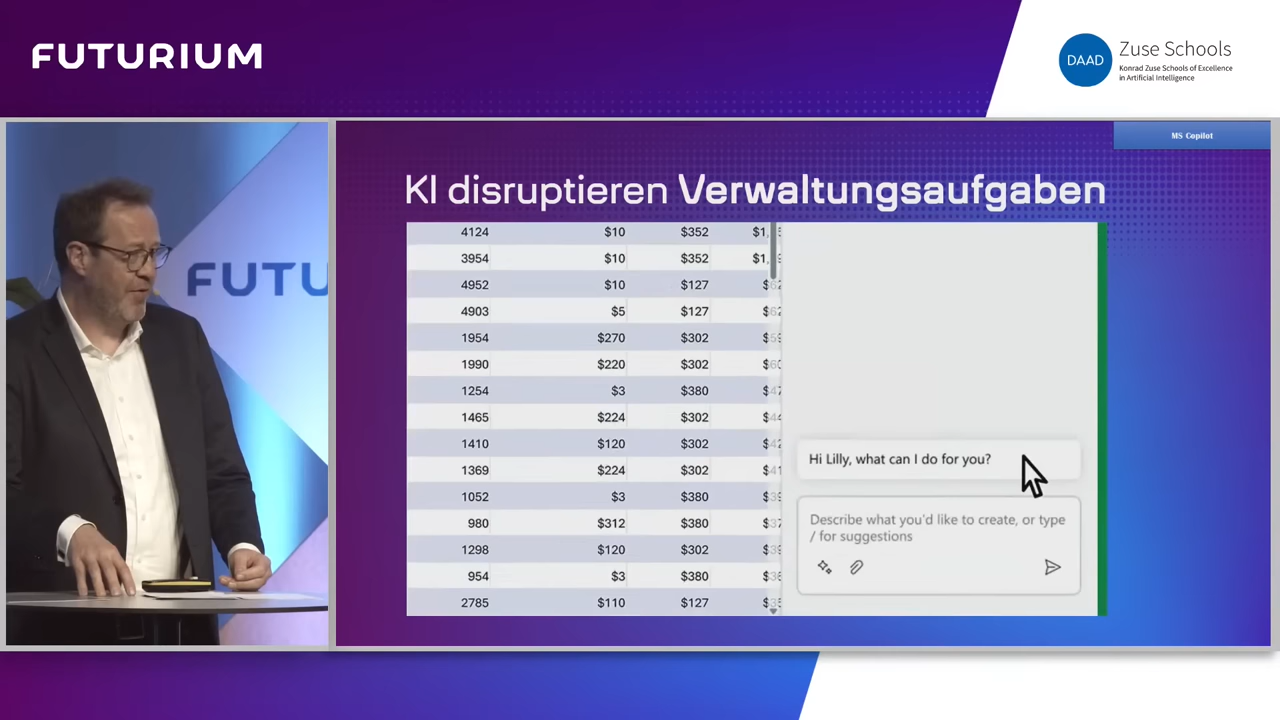 FUTURIUM
DAAD
Zuse Schools
Konrad Zuse Schools of Excellence
in Artificial Intelligence
FUTU
MS Copilot
KI disruptieren Verwaltungsaufgaben
4124 $10 $352
3954 $10 $352
4952 $10 $127
4903 $5 $127
1954 $270 $302
1990 $220 $302
1254 $3 $380
1465 $224 $302
1410 $120 $302
1369 $224 $302
1052 $3 $380
980 $312 $380
1298 $120 $302
954 $3 $380
2785 $110 $127
Hi Lilly, what can I do for you?
Describe what you'd like to create, or type
/ for suggestions